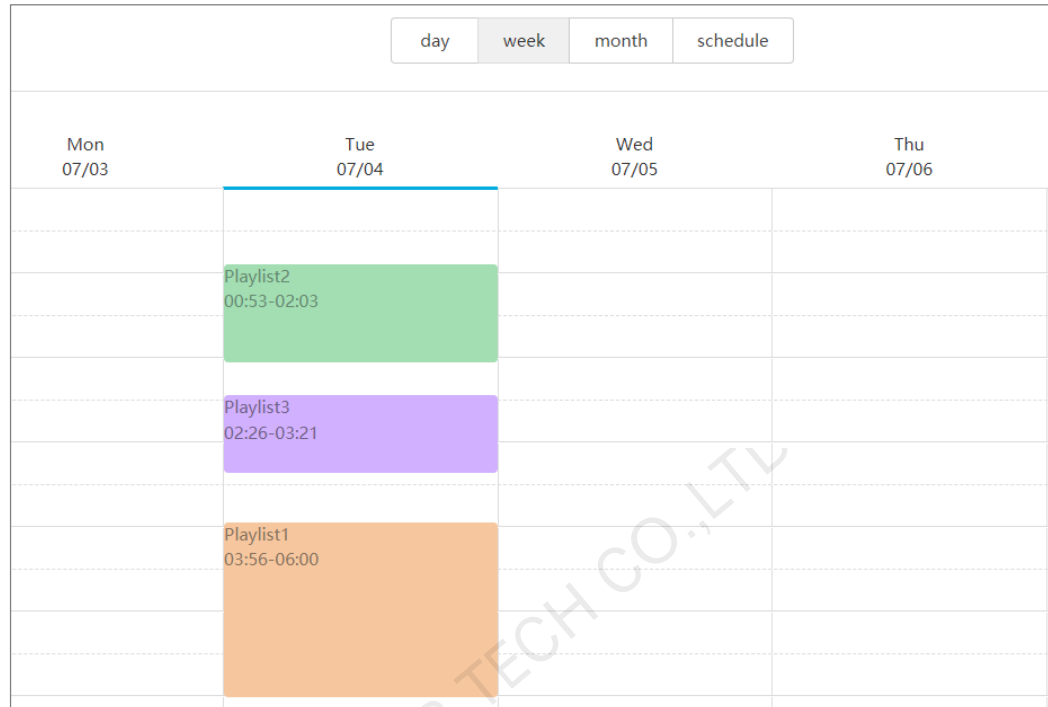 day week month schedule
Mon Tue Wed Thu
07/03 07/04 07/05 07/06
Playlist2
00:53-02:03
Playlist3
02:26-03:21
Playlist1
03:56-06:00
TECH CO.,LTD